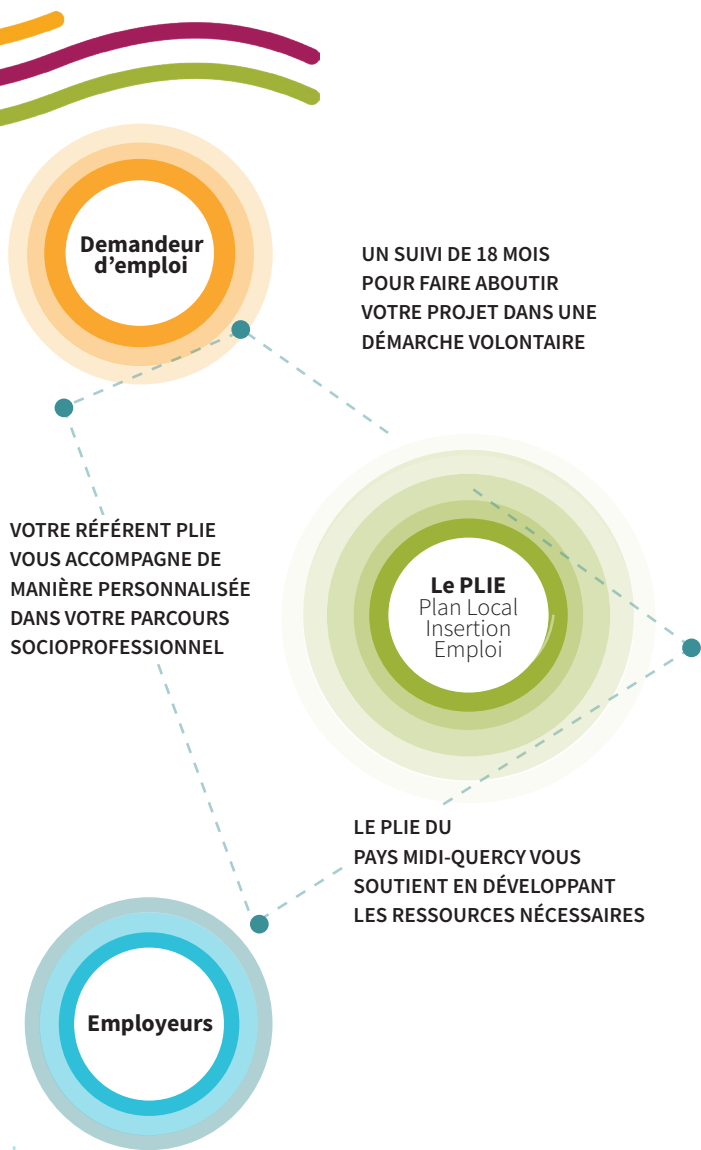 Demandeur
d’emploi
UN SUIVI DE 18 MOIS
POUR FAIRE ABOUTIR
VOTRE PROJET DANS UNE
DÉMARCHE VOLONTAIRE
VOTRE RÉFÉRENT PLIE
VOUS ACCOMPAGNE DE
MANIÈRE PERSONNALISÉE
DANS VOTRE PARCOURS
SOCIOPROFESSIONNEL
Le PLIE
Plan Local
Insertion
Emploi
LE PLIE DU
PAYS MIDI-QUERCY VOUS
SOUTIENT EN DÉVELOPPANT
LES RESSOURCES NÉCESSAIRES
Employeurs